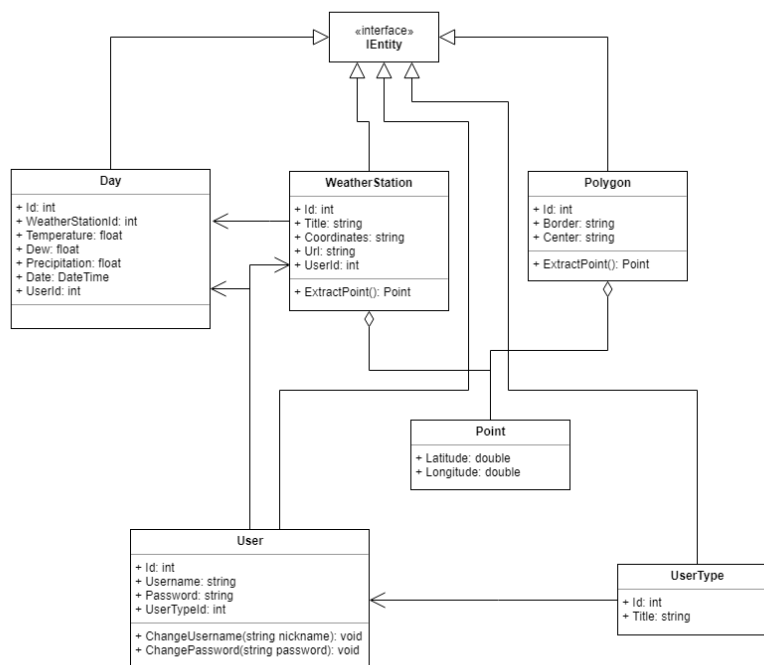 «interface»
IEntity
Day
+ Id: int
+ WeatherStationId: int
+ Temperature: float
+ Dew: float
+ Precipitation: float
+ Date: DateTime
+ UserId: int
WeatherStation
+ Id: int
+ Title: string
+ Coordinates: string
+ Url: string
+ UserId: int
+ ExtractPoint(): Point
Polygon
+ Id: int
+ Border: string
+ Center: string
+ ExtractPoint(): Point
Point
+ Latitude: double
+ Longitude: double
User
+ Id: int
+ Username: string
+ Password: string
+ UserTypeId: int
+ ChangeUsername(string nickname): void
+ ChangePassword(string password): void
UserType
+ Id: int
+ Title: string